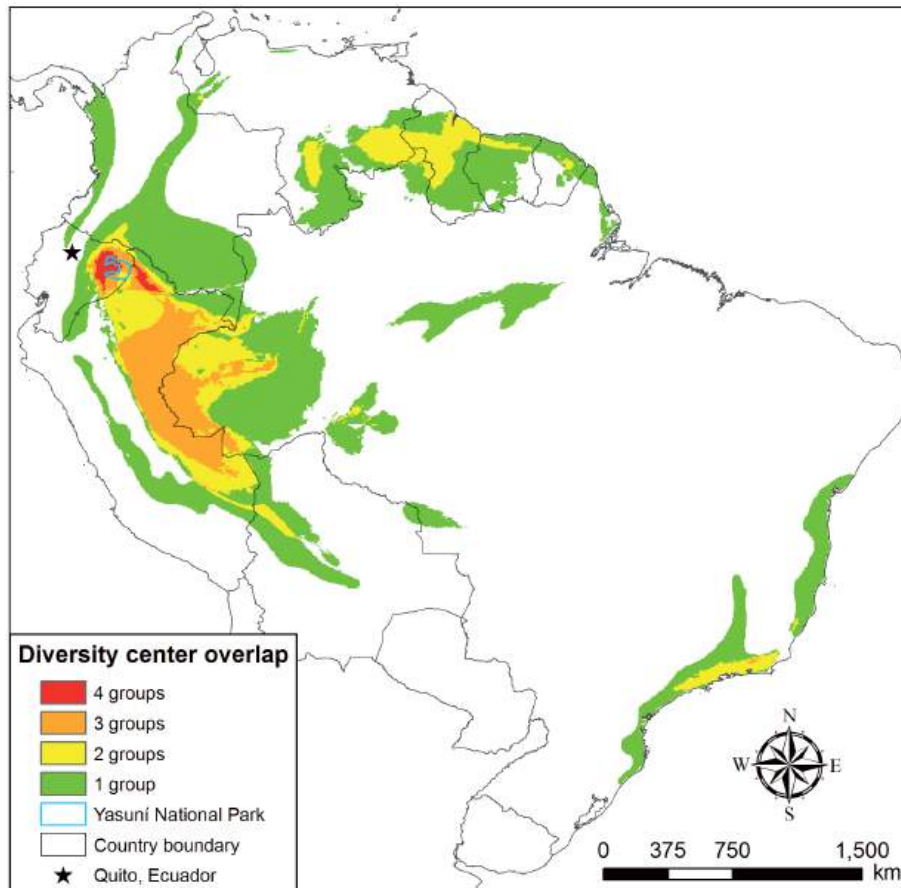 Diversity center overlap
4 groups
3 groups
2 groups
1 group
Yasuní National Park
Country boundary
Quito, Ecuador
N
W E
S
0 375 750 1,500
km